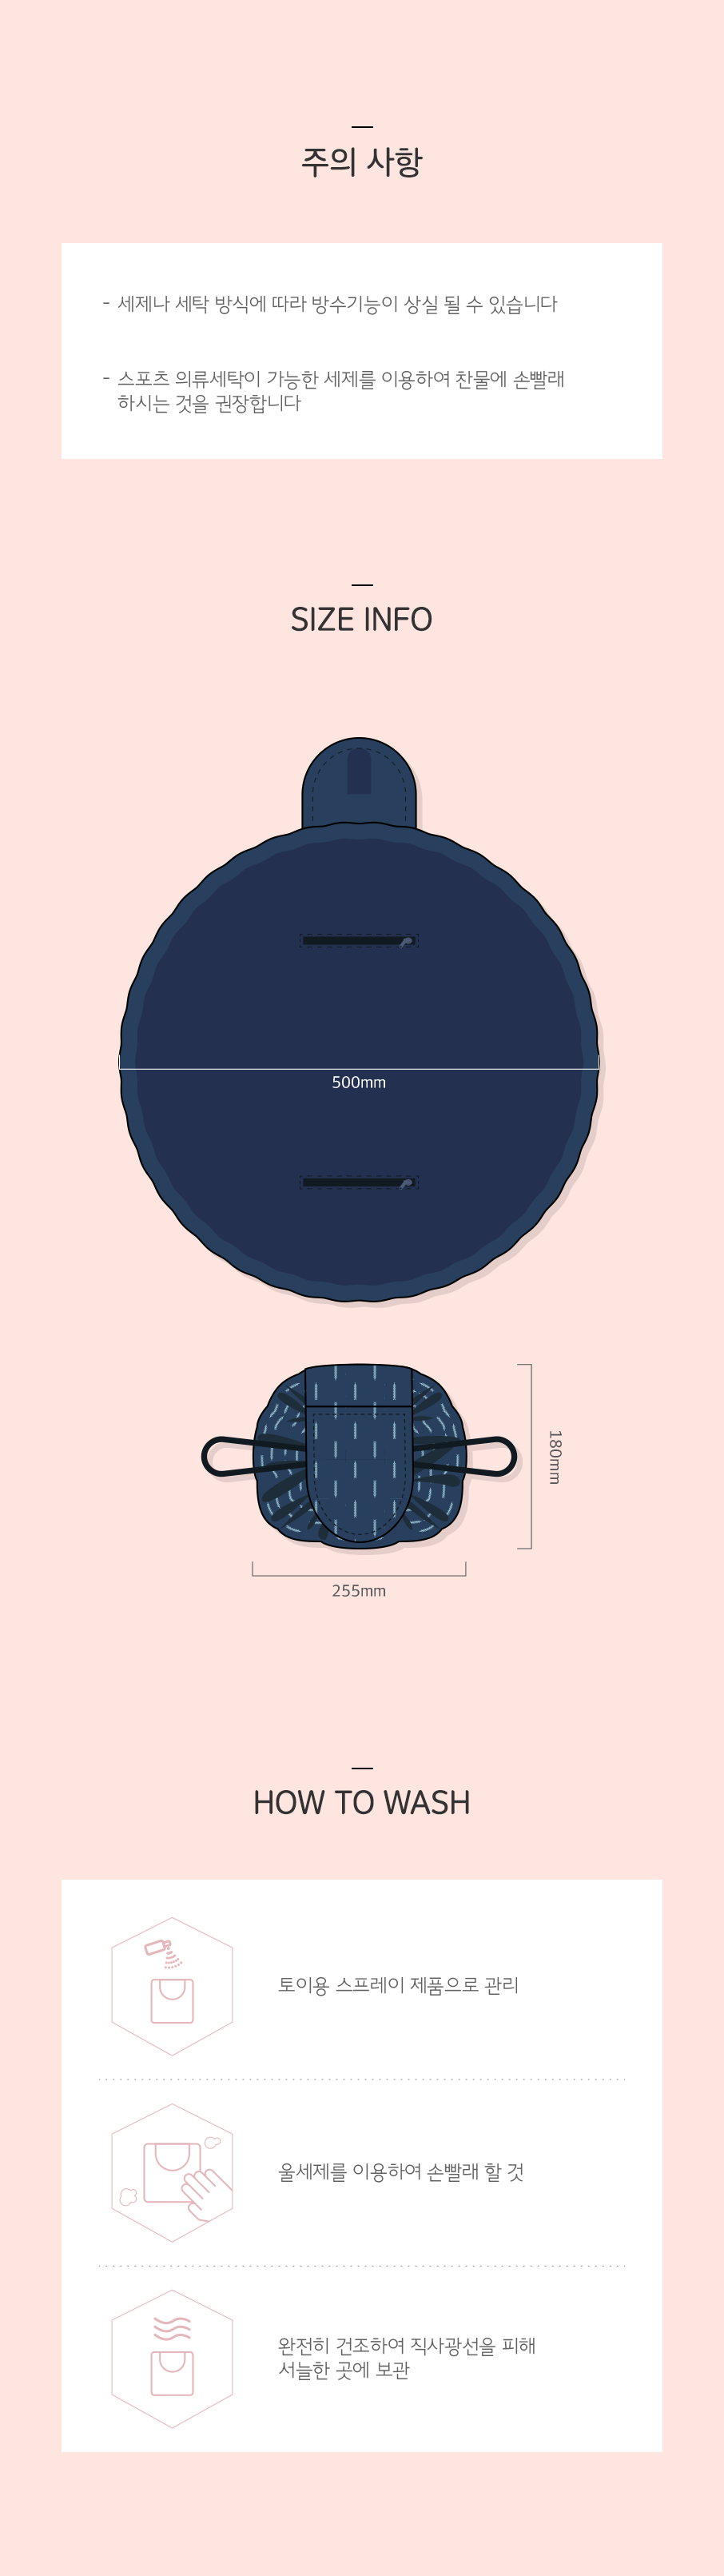 주의 사항
- 세제나 세탁 방식에 따라 방수기능이 상실 될 수 있습니다
- 스포츠 의류세탁이 가능한 세제를 이용하여 찬물에 손빨래
하시는 것을 권장합니다
SIZE INFO
500mm
180mm
255mm
HOW TO WASH
토이용 스프레이 제품으로 관리
울세제를 이용하여 손빨래 할 것
완전히 건조하여 직사광선을 피해
서늘한 곳에 보관